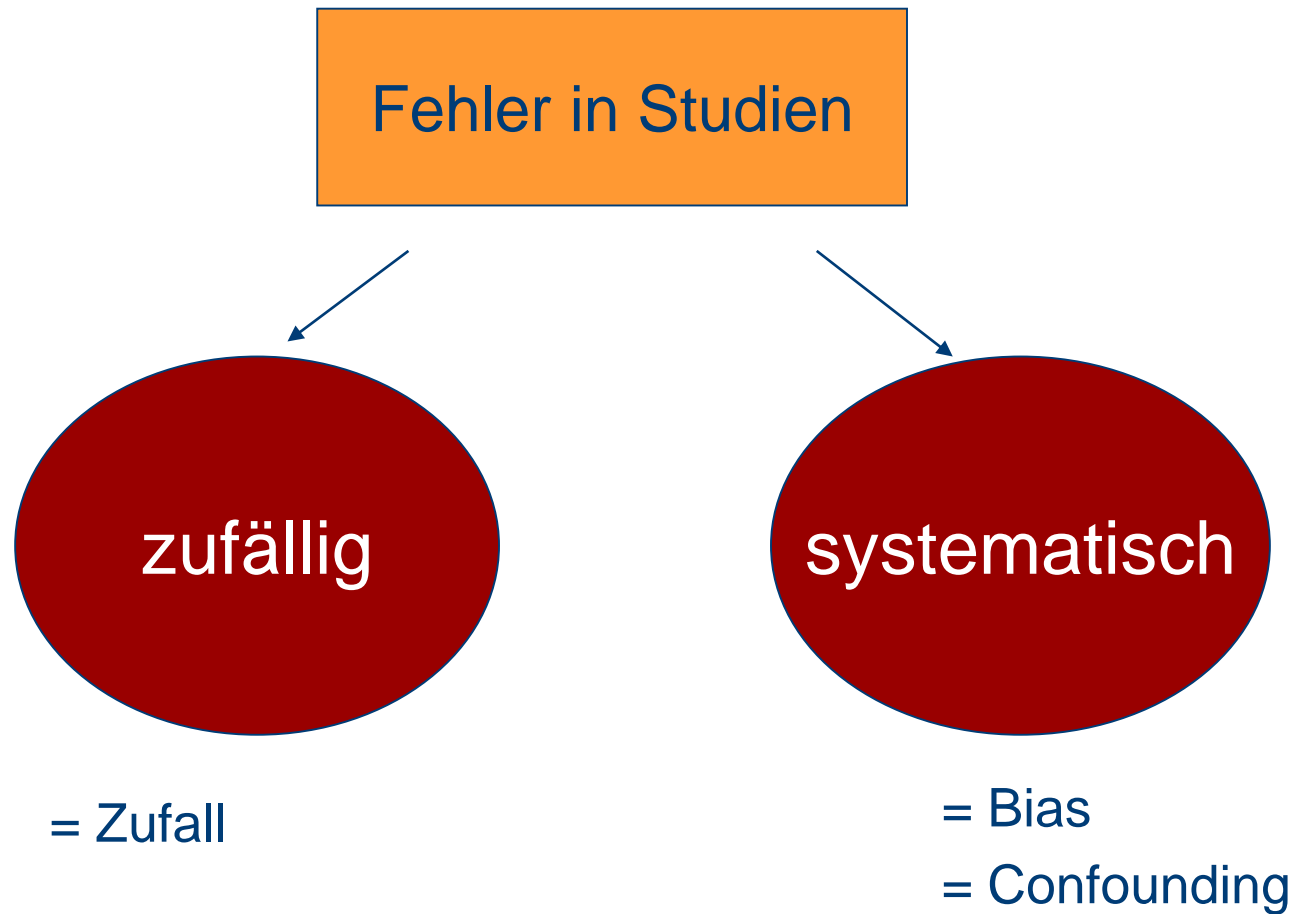 Fehler in Studien
zufällig
systematisch
= Zufall
= Bias
= Confounding